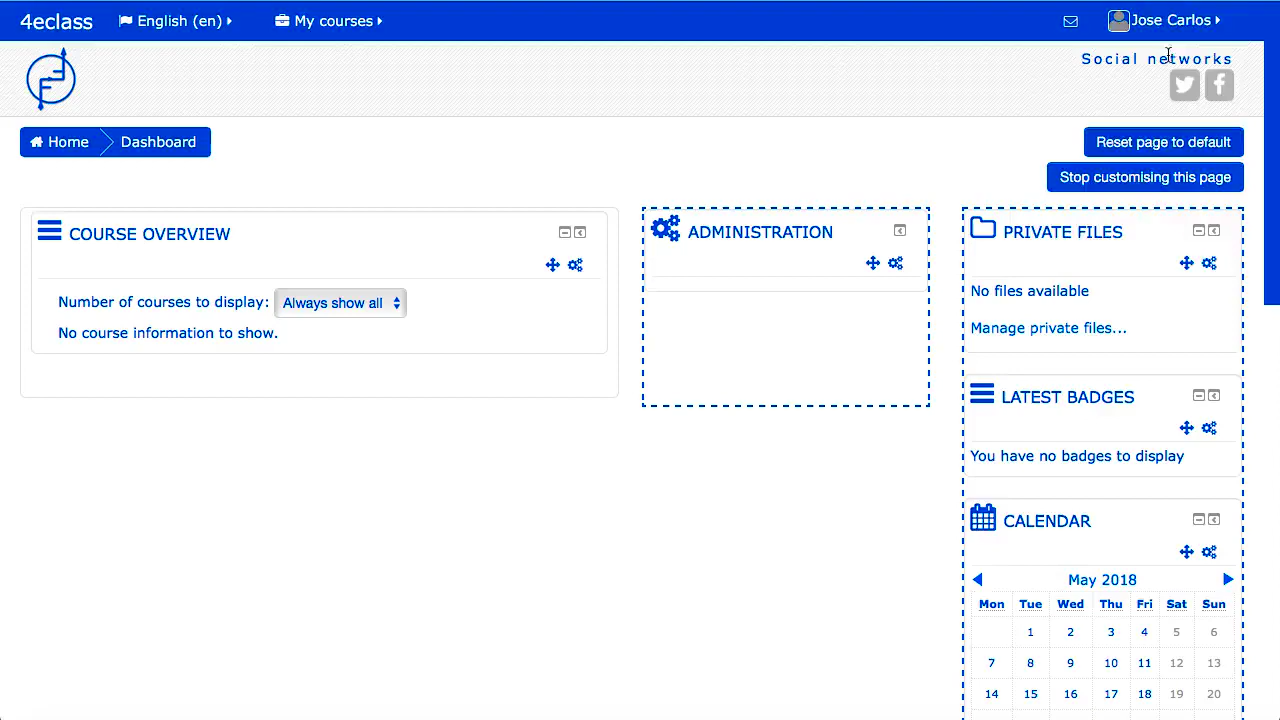 4eclass English (en) My courses Jose Carlos
Social networks
Home Dashboard
Reset page to default
Stop customising this page
COURSE OVERVIEW
Number of courses to display: Always show all
No course information to show.
ADMINISTRATION
PRIVATE FILES
No files available
Manage private files...
LATEST BADGES
You have no badges to display
CALENDAR
May 2018
Mon Tue Wed Thu Fri Sat Sun
1 2 3 4 5 6
7 8 9 10 11 12 13
14 15 16 17 18 19 20